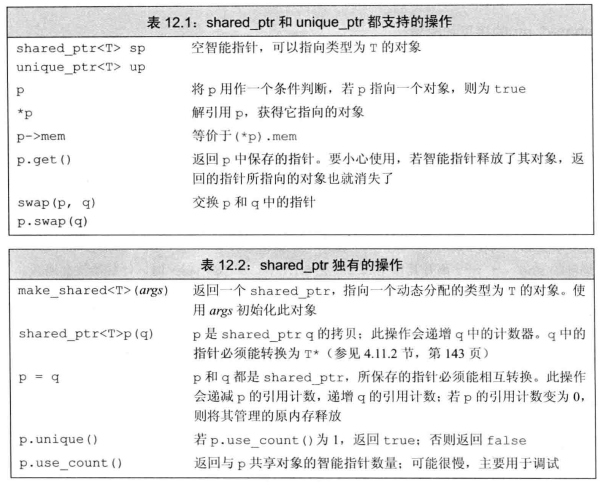 表 12.1：shared_ptr 和 unique_ptr 都支持的操作
shared_ptr<T> sp 空智能指针，可以指向类型为 T 的对象
unique_ptr<T> up
p 将 p 用作一个条件判断，若 p 指向一个对象，则为 true
*p 解引用 p，获得它指向的对象
p->mem 等价于(*p).mem
p.get() 返回 p 中保存的指针。要小心使用，若智能指针释放了其对象，返
回的指针所指向的对象也就消失了
swap(p, q) 交换 p 和 q 中的指针
p.swap(q)
表 12.2：shared_ptr 独有的操作
make_shared<T>(args) 返回一个 shared_ptr，指向一个动态分配的类型为 T 的对象。使
用 args 初始化此对象
shared_ptr<T>p(q) p 是 shared_ptr q 的拷贝；此操作会递增 q 中的计数器。q 中的
指针必须能转换为 T*（参见 4.11.2 节，第 143 页）
p = q p 和 q 都是 shared_ptr，所保存的指针必须能相互转换。此操作
会递减 p 的引用计数，递增 q 的引用计数；若 p 的引用计数变为 0，
则将其管理的原内存释放
p.unique() 若 p.use_count()为 1，返回 true；否则返回 false
p.use_count() 返回与 p 共享对象的智能指针数量；可能很慢，主要用于调试